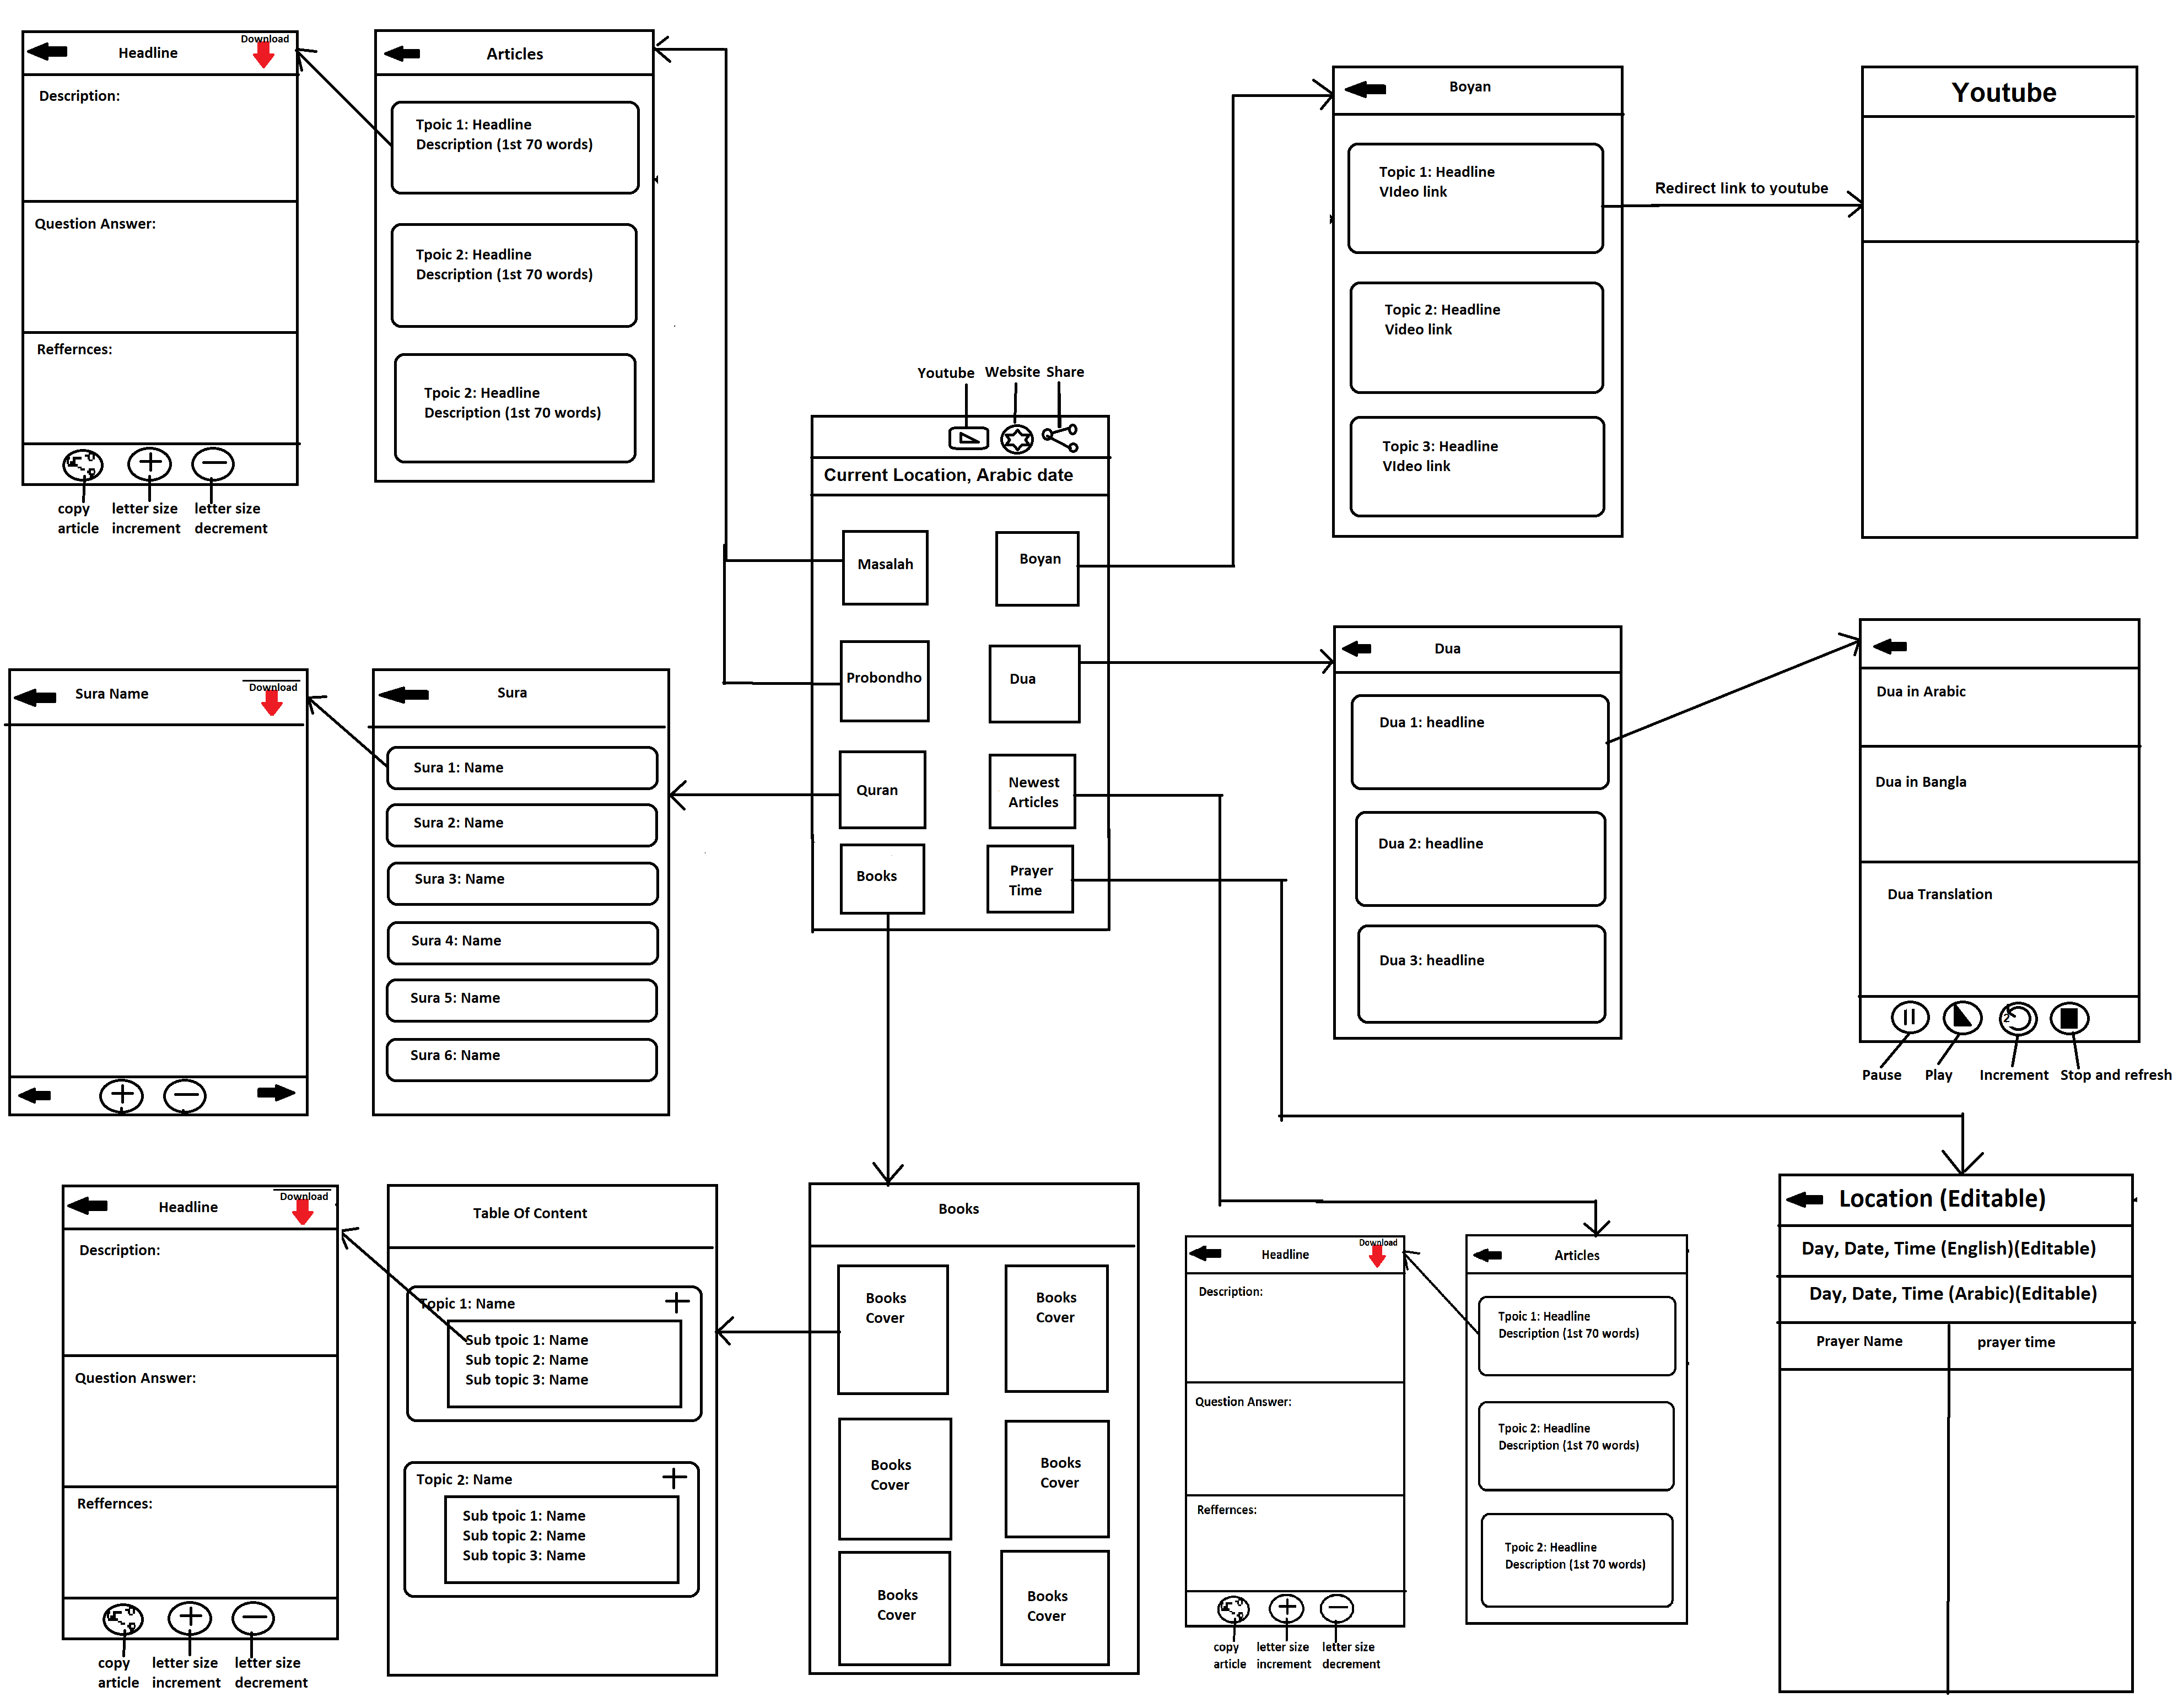 Headline
Download
Description:
Question Answer:
Reffernces:
copy
article
letter size
increment
letter size
decrement
Articles
Tpoic 1: Headline
Description (1st 70 words)
Tpoic 2: Headline
Description (1st 70 words)
Tpoic 2: Headline
Description (1st 70 words)
Youtube
Website
Share
Current Location, Arabic date
Masalah
Boyan
Probondho
Dua
Quran
Newest
Articles
Books
Prayer
Time
Boyan
Topic 1: Headline
VIdeo link
Topic 2: Headline
Video link
Topic 3: Headline
VIdeo link
Redirect link to youtube
Youtube
Sura Name
Download
Sura
Sura 1: Name
Sura 2: Name
Sura 3: Name
Sura 4: Name
Sura 5: Name
Sura 6: Name
Dua
Dua 1: headline
Dua 2: headline
Dua 3: headline
Dua in Arabic
Dua in Bangla
Dua Translation
2
Pause
Play
Increment
Stop and refresh
Headline
Download
Description:
Question Answer:
Reffernces:
copy
article
letter size
increment
letter size
decrement
Table Of Content
Topic 1: Name
Sub tpoic 1: Name
Sub topic 2: Name
Sub topic 3: Name
Topic 2: Name
Sub tpoic 1: Name
Sub topic 2: Name
Sub topic 3: Name
Books
Books
Cover
Books
Cover
Books
Cover
Books
Cover
Books
Cover
Books
Cover
Headline
Download
Description:
Question Answer:
Reffernces:
copy
article
letter size
increment
letter size
decrement
Articles
Tpoic 1: Headline
Description (1st 70 words)
Tpoic 2: Headline
Description (1st 70 words)
Tpoic 2: Headline
Description (1st 70 words)
Location (Editable)
Day, Date, Time (English)(Editable)
Day, Date, Time (Arabic)(Editable)
Prayer Name
prayer time